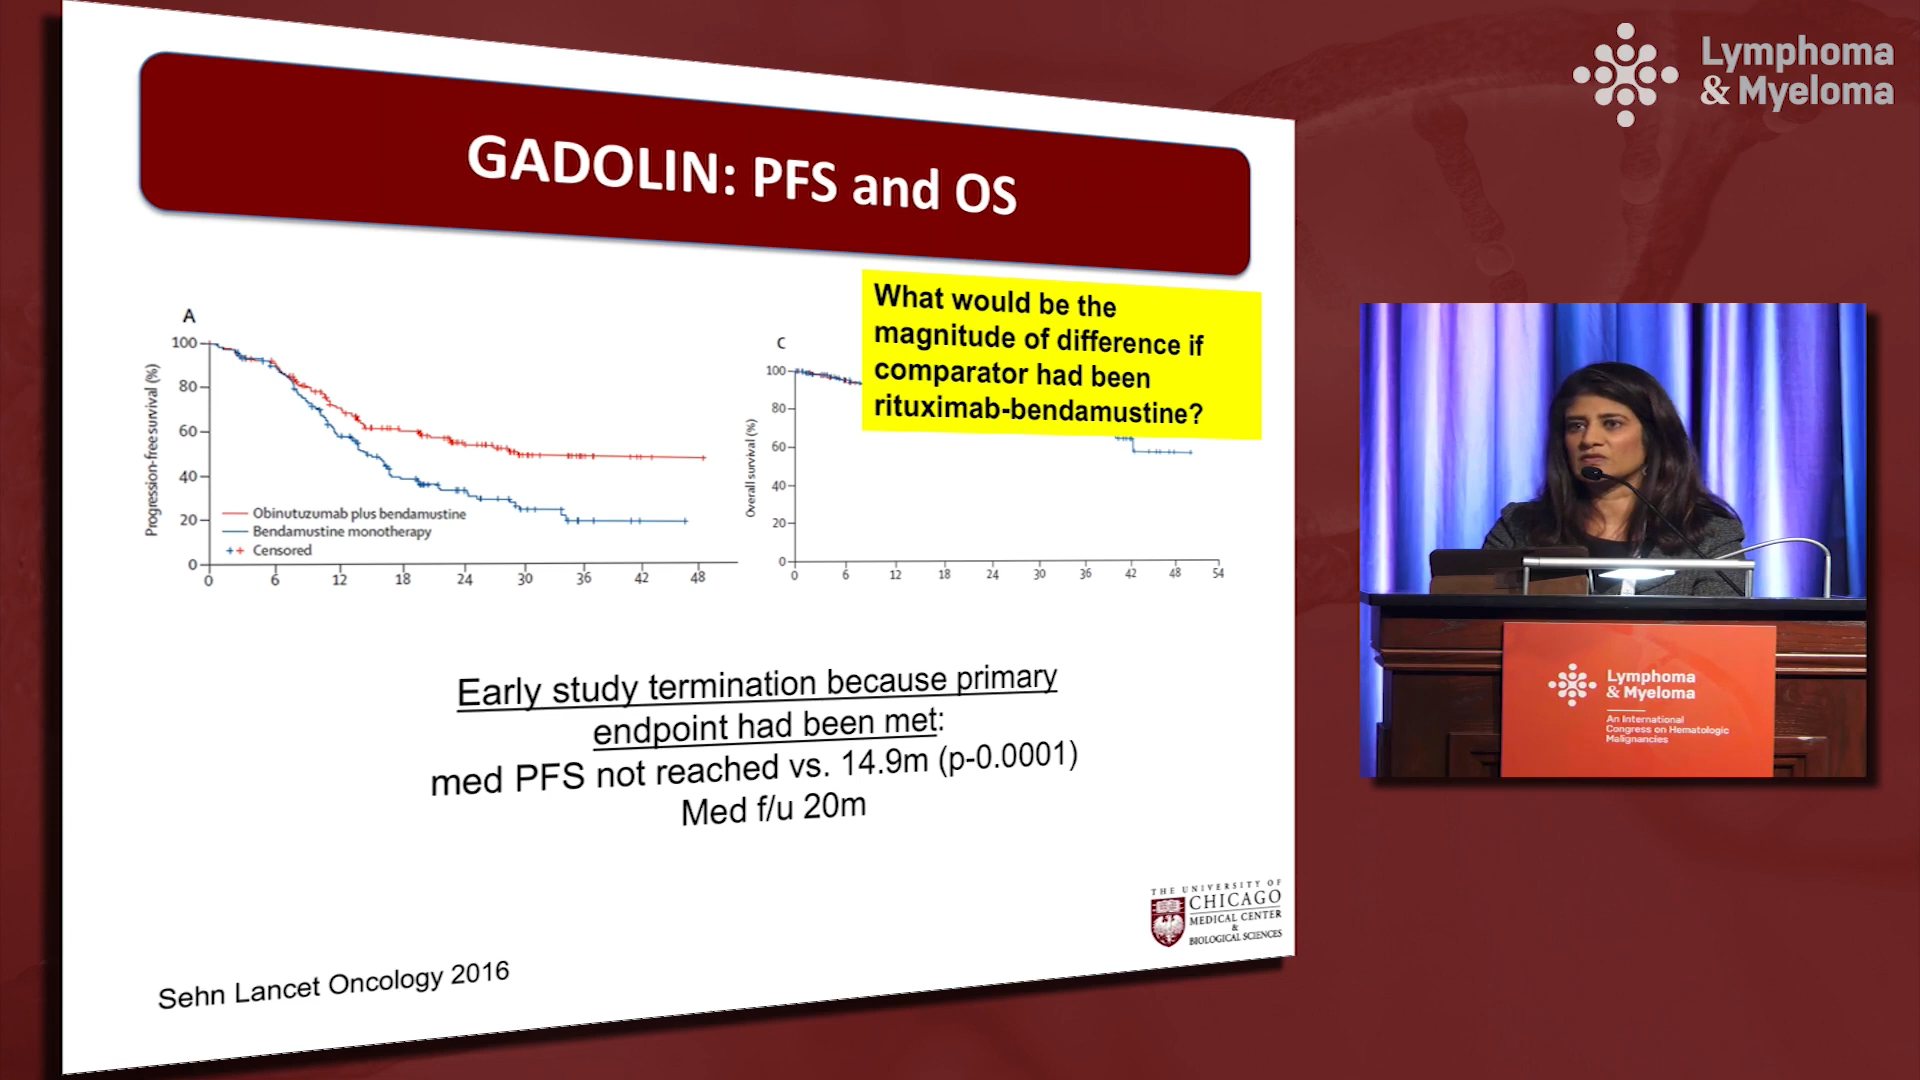 Lymphoma
& Myeloma
GADOLIN: PFS and OS
What would be the
magnitude of difference if
comparator had been
rituximab-bendamustine?
A
Progression-free survival (%)
100
80
60
40
20
0
0 6 12 18 24 30 36 42 48
Obinutuzumab plus bendamustine
Bendamustine monotherapy
Censored
C
Overall survival (%)
100
80
60
40
20
0
0 6 12 18 24 30 36 42 48 54
Early study termination because primary
endpoint had been met:
med PFS not reached vs. 14.9m (p-0.0001)
Med f/u 20m
THE UNIVERSITY OF
CHICAGO
MEDICAL CENTER
&
BIOLOGICAL SCIENCES
Sehn Lancet Oncology 2016
Lymphoma
& Myeloma
An International
Congress on Hematologic
Malignancies